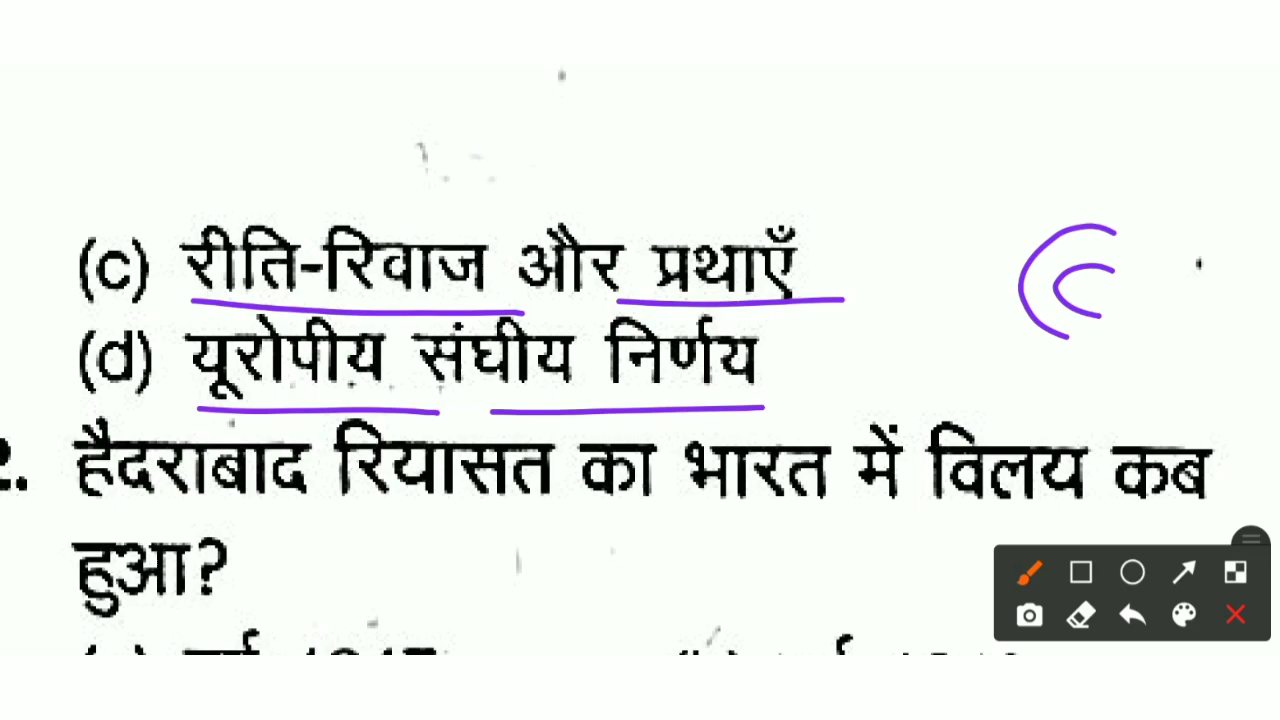 (c) रीति-रिवाज और प्रथाएँ
(d) यूरोपीय संघीय निर्णय
हैदराबाद रियासत का भारत में विलय कब
हुआ?